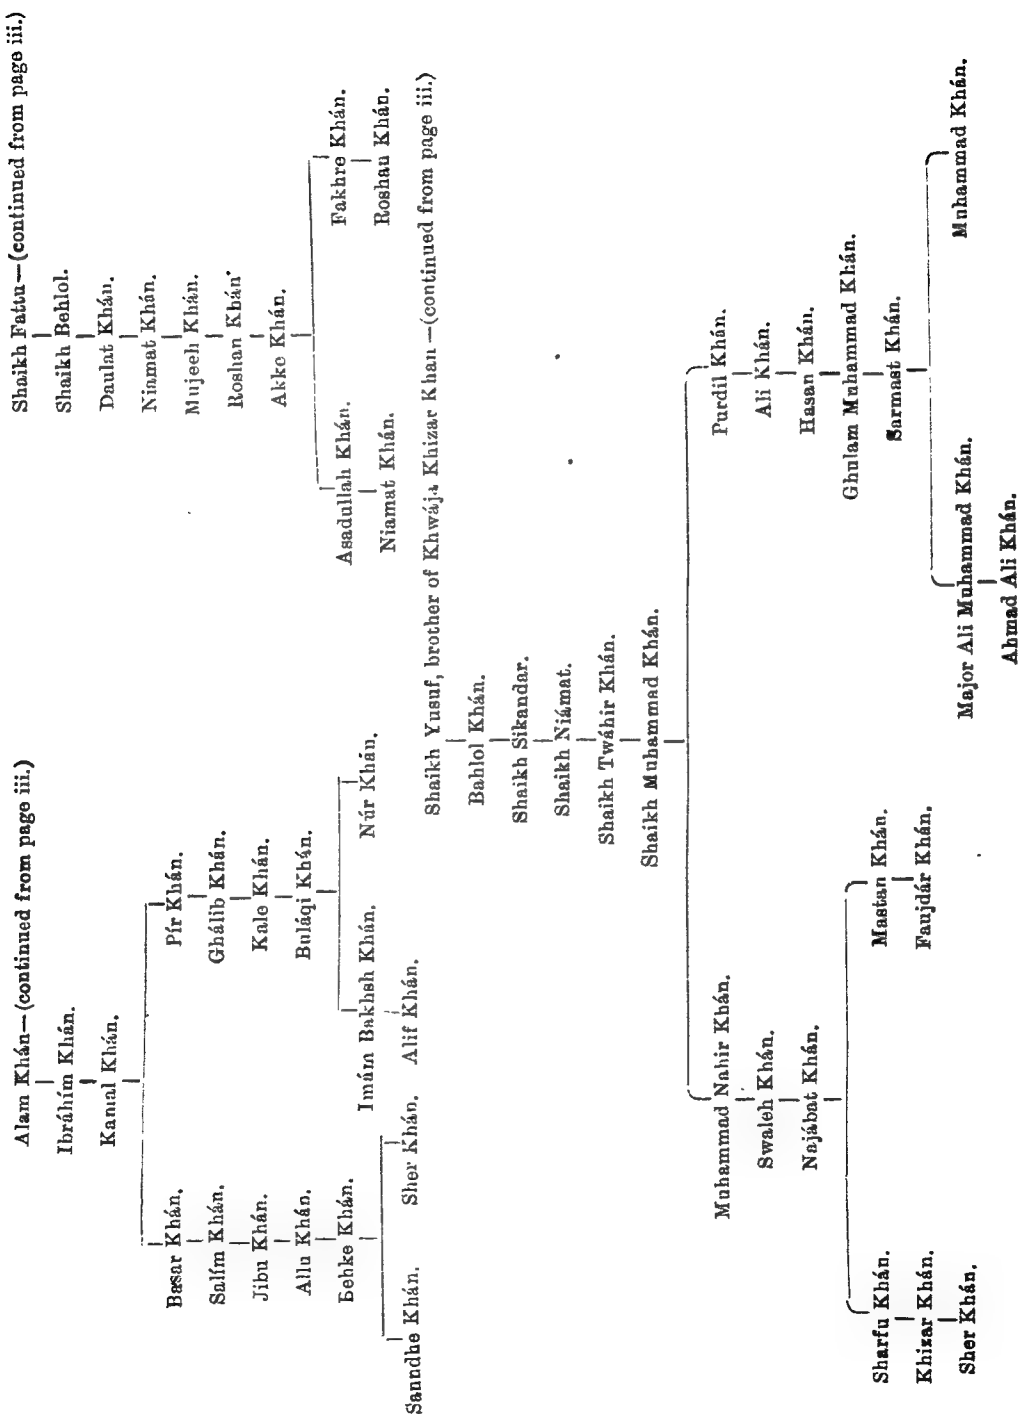 Alam Khán—(continued from page iii.)
Ibráhím Khán.
Kamal Khán.
Basar Khán.
Salím Khán.
Jibu Khán.
Allu Khán.
Behke Khán.
Sanndhe Khán.
Sher Khán.
Pír Khán.
Ghálib Khán.
Kale Khán.
Buláqi Khán.
Imám Bakhsh Khán.
Alif Khán.
Núr Khán.
Shaikh Fattu—(continued from page iii.)
Shaikh Behlol.
Daulat Khán.
Niamat Khán.
Mujeeh Khán.
Roshan Khán.
Akke Khán.
Asadullah Khán.
Niamat Khán.
Fakhre Khán.
Roshau Khán.
Shaikh Yusuf, brother of Khwája Khizar Khan—(continued from page iii.)
Bahlol Khán.
Shaikh Sikandar.
Shaikh Niámat.
Shaikh Twáhir Khán.
Shaikh Muhammad Khán.
Muhammad Nahir Khán.
Swaleh Khán.
Najábat Khán.
Sharfu Khán.
Khizar Khán.
Sher Khán.
Mastan Khán.
Faujdár Khán.
Purdil Khán.
Ali Khán.
Hasan Khán.
Ghulam Muhammad Khán.
Sarmast Khán.
Major Ali Muhammad Khán.
Ahmad Ali Khán.
Muhammad Khán.